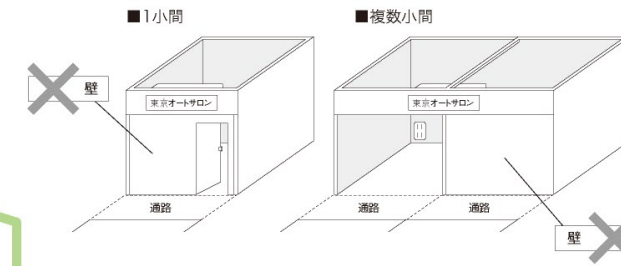 ■1小間
■複数小間
壁
東京オートサロン
東京オートサロン
通路
通路
通路
壁